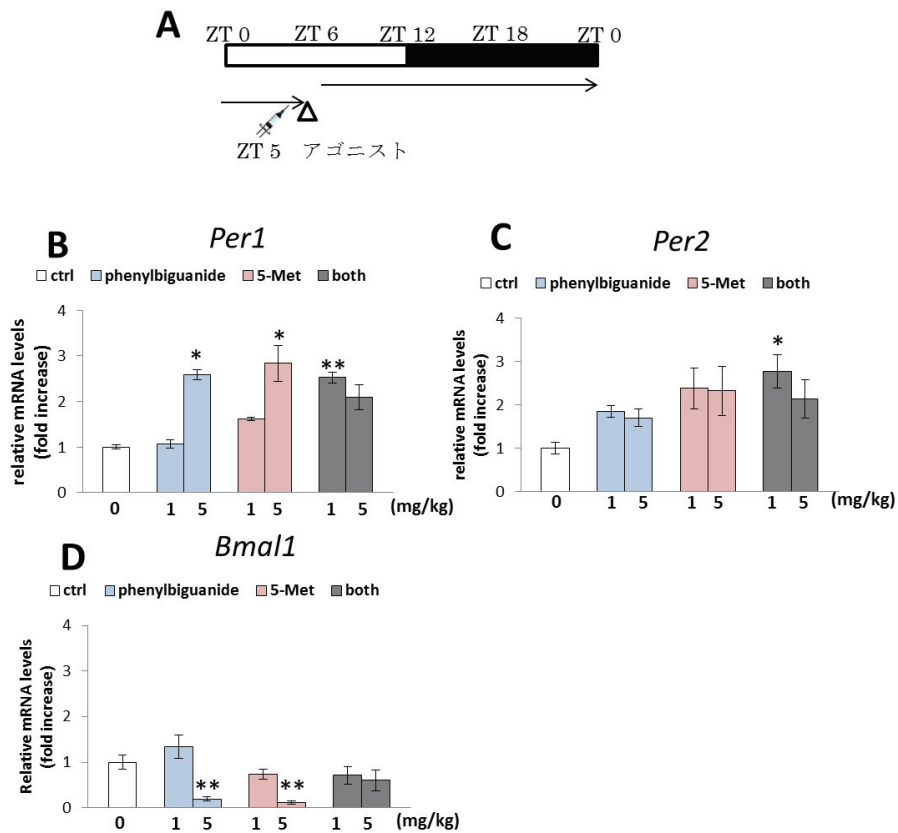 A
ZT 0 ZT 6 ZT 12 ZT 18 ZT 0
ZT 5 アゴニスト
B
Per1
ctrl phenylbiguanide 5-Met both
relative mRNA levels
(fold increase)
4
3
2
1
0
* * **
0 1 5 1 5 1 5 (mg/kg)
C
Per2
ctrl phenylbiguanide 5-Met both
relative mRNA levels
(fold increase)
4
3
2
1
0
*
0 1 5 1 5 1 5 (mg/kg)
D
Bmal1
ctrl phenylbiguanide 5-Met both
Relative mRNA levels
(fold increase)
4
3
2
1
0
** **
0 1 5 1 5 1 5 (mg/kg)